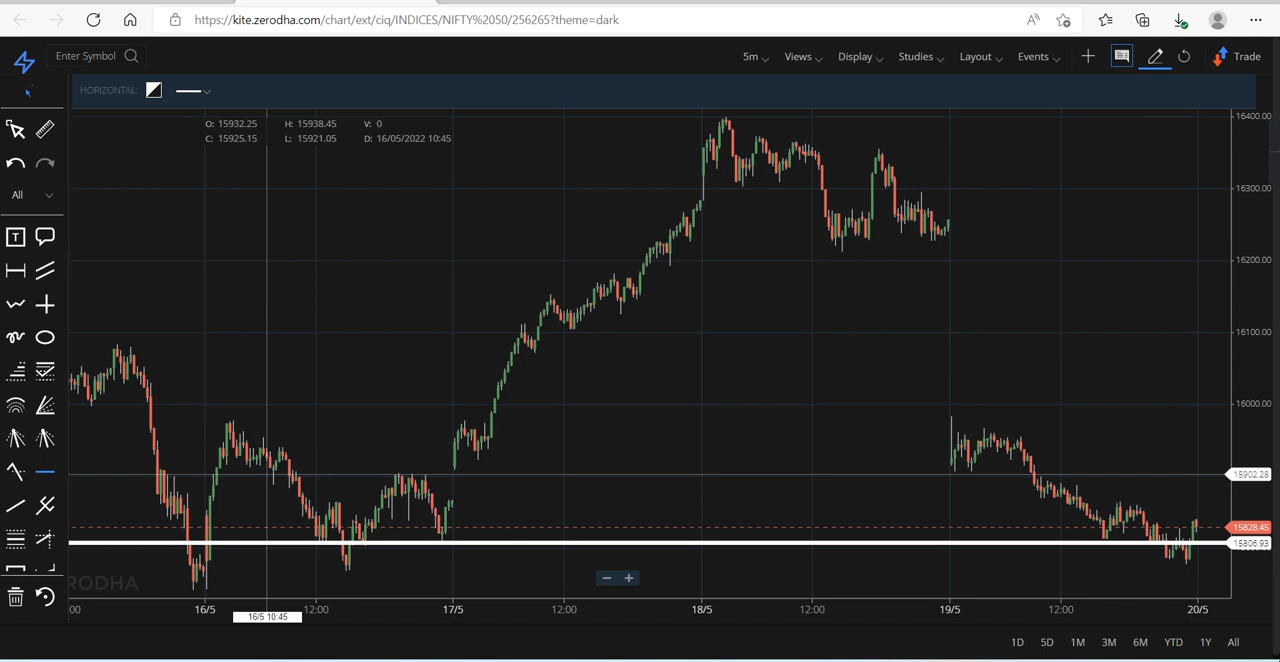 https://kite.zerodha.com/chart/ext/ciq/INDICES/NIFTY%2050/256265?theme=dark
Enter Symbol
5m Views Display Studies Layout Events Trade
HORIZONTAL:
O: 15932.25 H: 15938.45 V: 0
C: 15925.15 L: 15921.05 D: 16/05/2022 10:45
All
T
16400.00
16300.00
16200.00
16100.00
16000.00
15902.28
15828.45
15806.93
RODHA
:00 16/5 12:00 17/5 12:00 18/5 12:00 19/5 12:00 20/5
16/5 10:45
1D 5D 1M 3M 6M YTD 1Y All